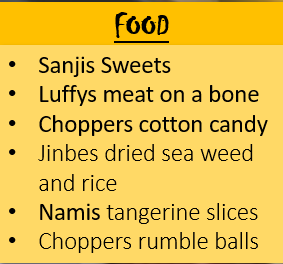 FOOD
• Sanjis Sweets
• Luffys meat on a bone
• Choppers cotton candy
• Jinbes dried sea weed
and rice
• Namis tangerine slices
• Choppers rumble balls